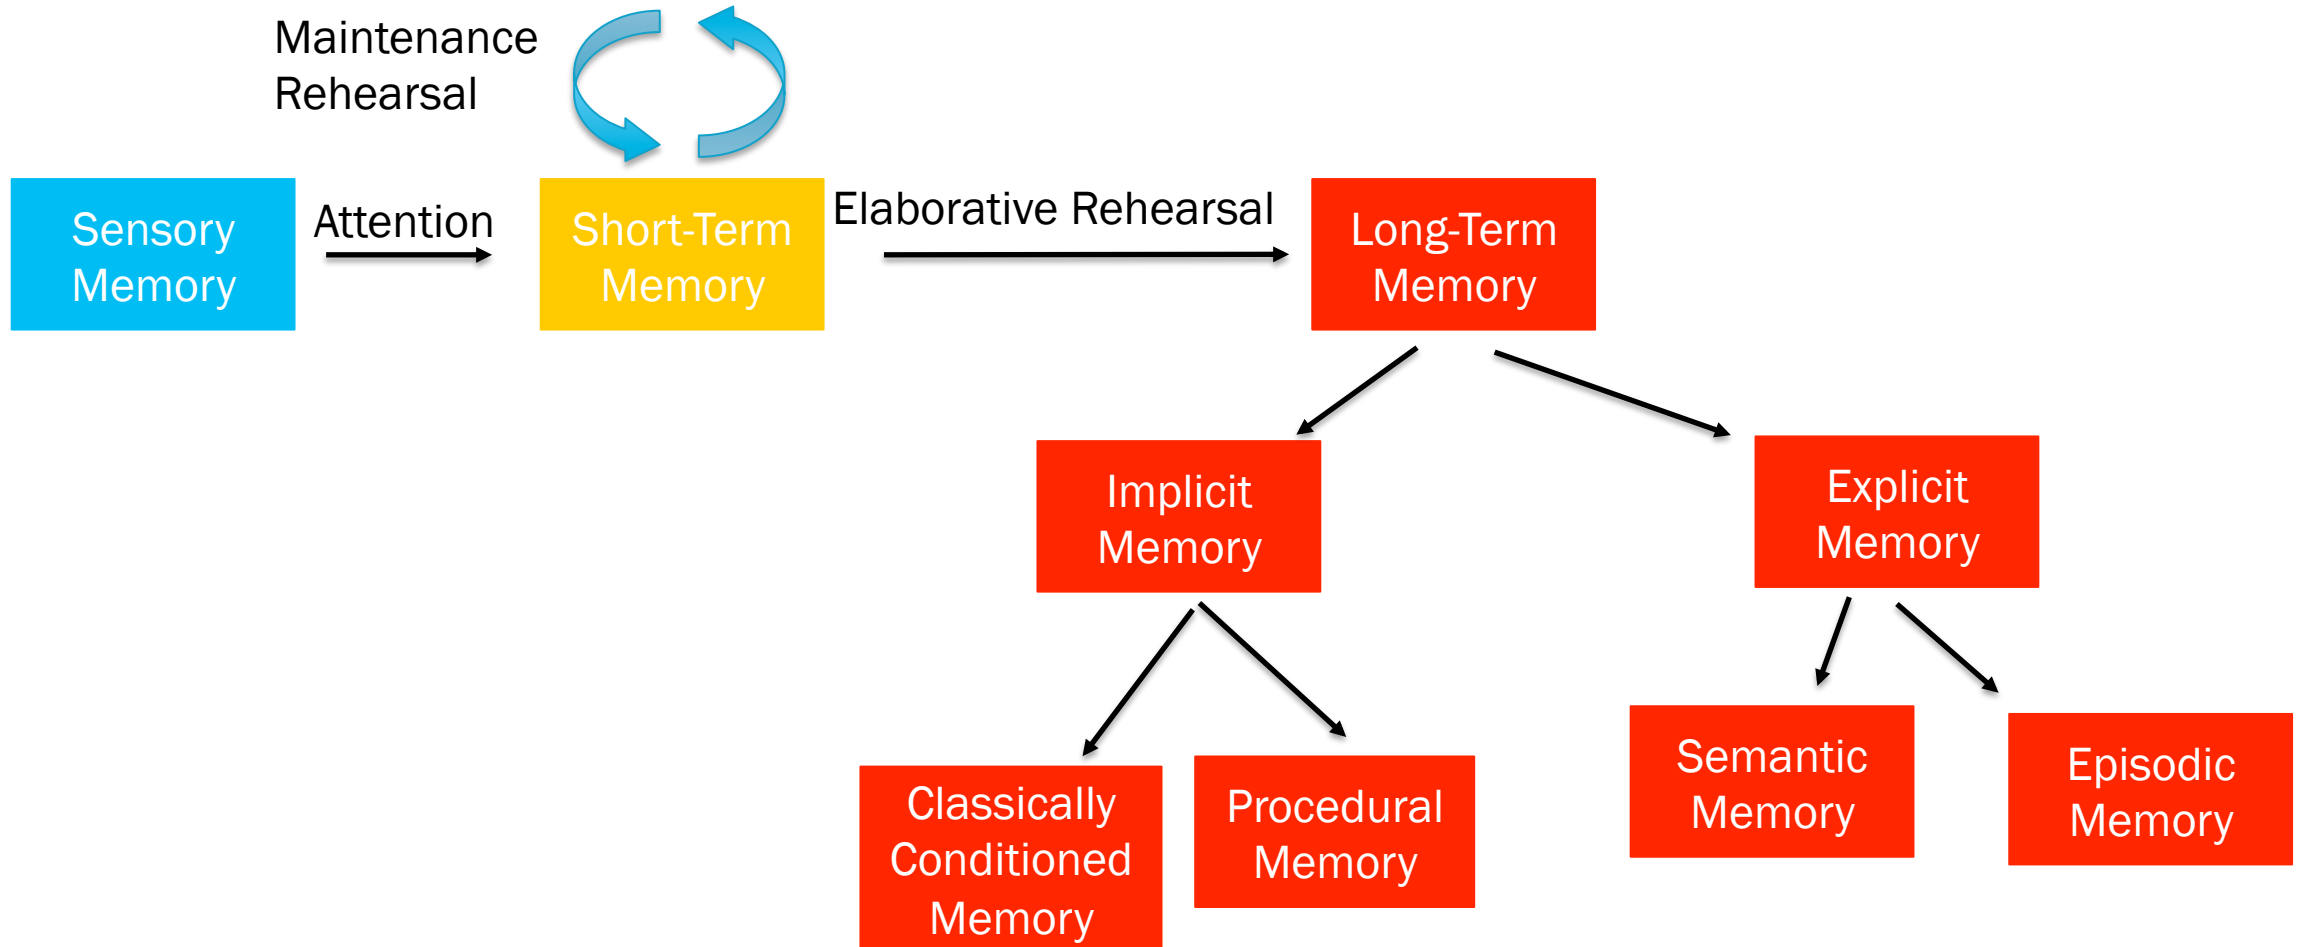 Maintenance
Rehearsal
Sensory
Memory
Attention
Short-Term
Memory
Elaborative Rehearsal
Long-Term
Memory
Implicit
Memory
Explicit
Memory
Classically
Conditioned
Memory
Procedural
Memory
Semantic
Memory
Episodic
Memory